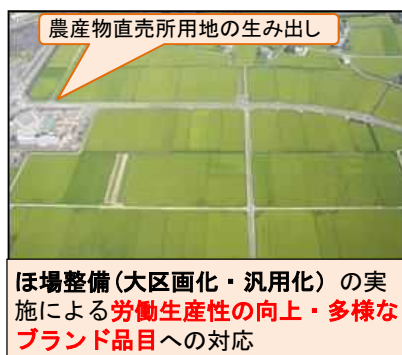 農産物直売所用地の生み出し
ほ場整備(大区画化・汎用化)の実
施による労働生産性の向上・多様な
ブランド品目への対応